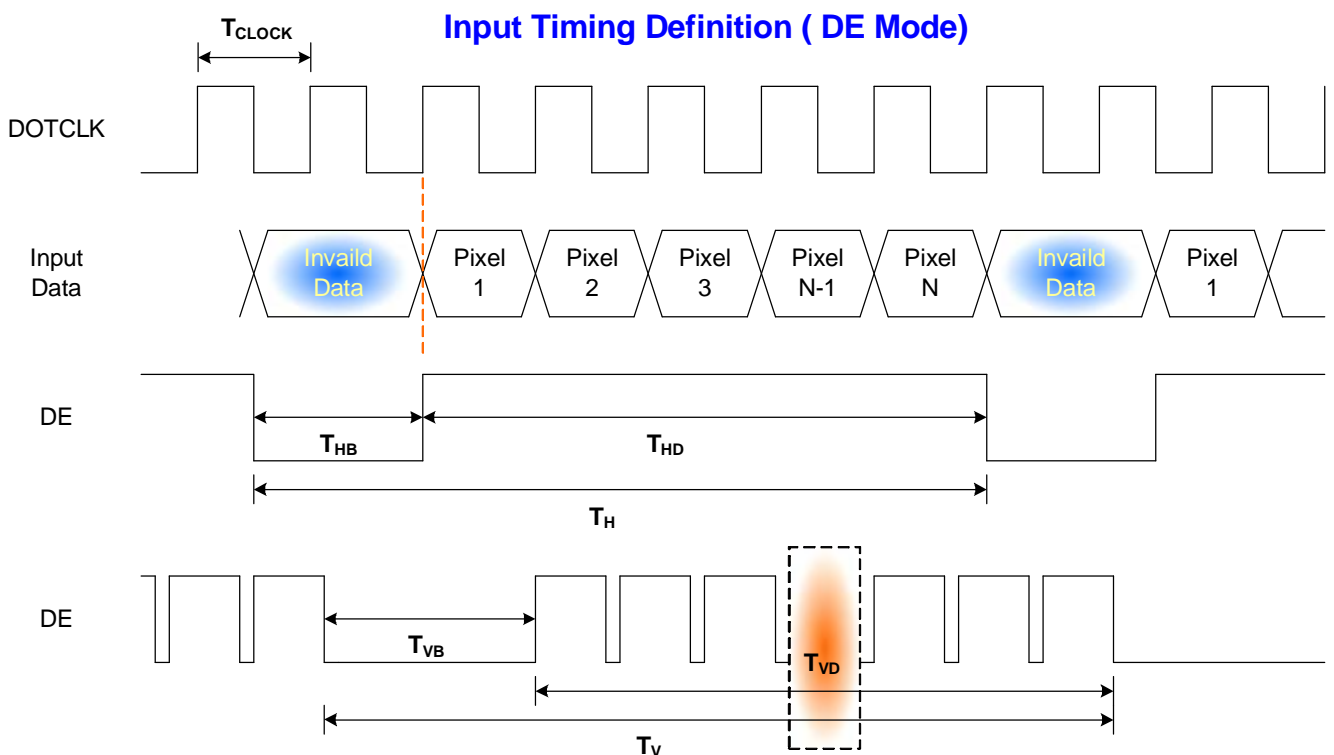 Input Timing Definition ( DE Mode)
TCLOCK
DOTCLK
Input
Data
Invaild
Data
Pixel
1
Pixel
2
Pixel
3
Pixel
N-1
Pixel
N
Invaild
Data
Pixel
1
DE
THB
THD
TH
DE
TVB
TVD
TV